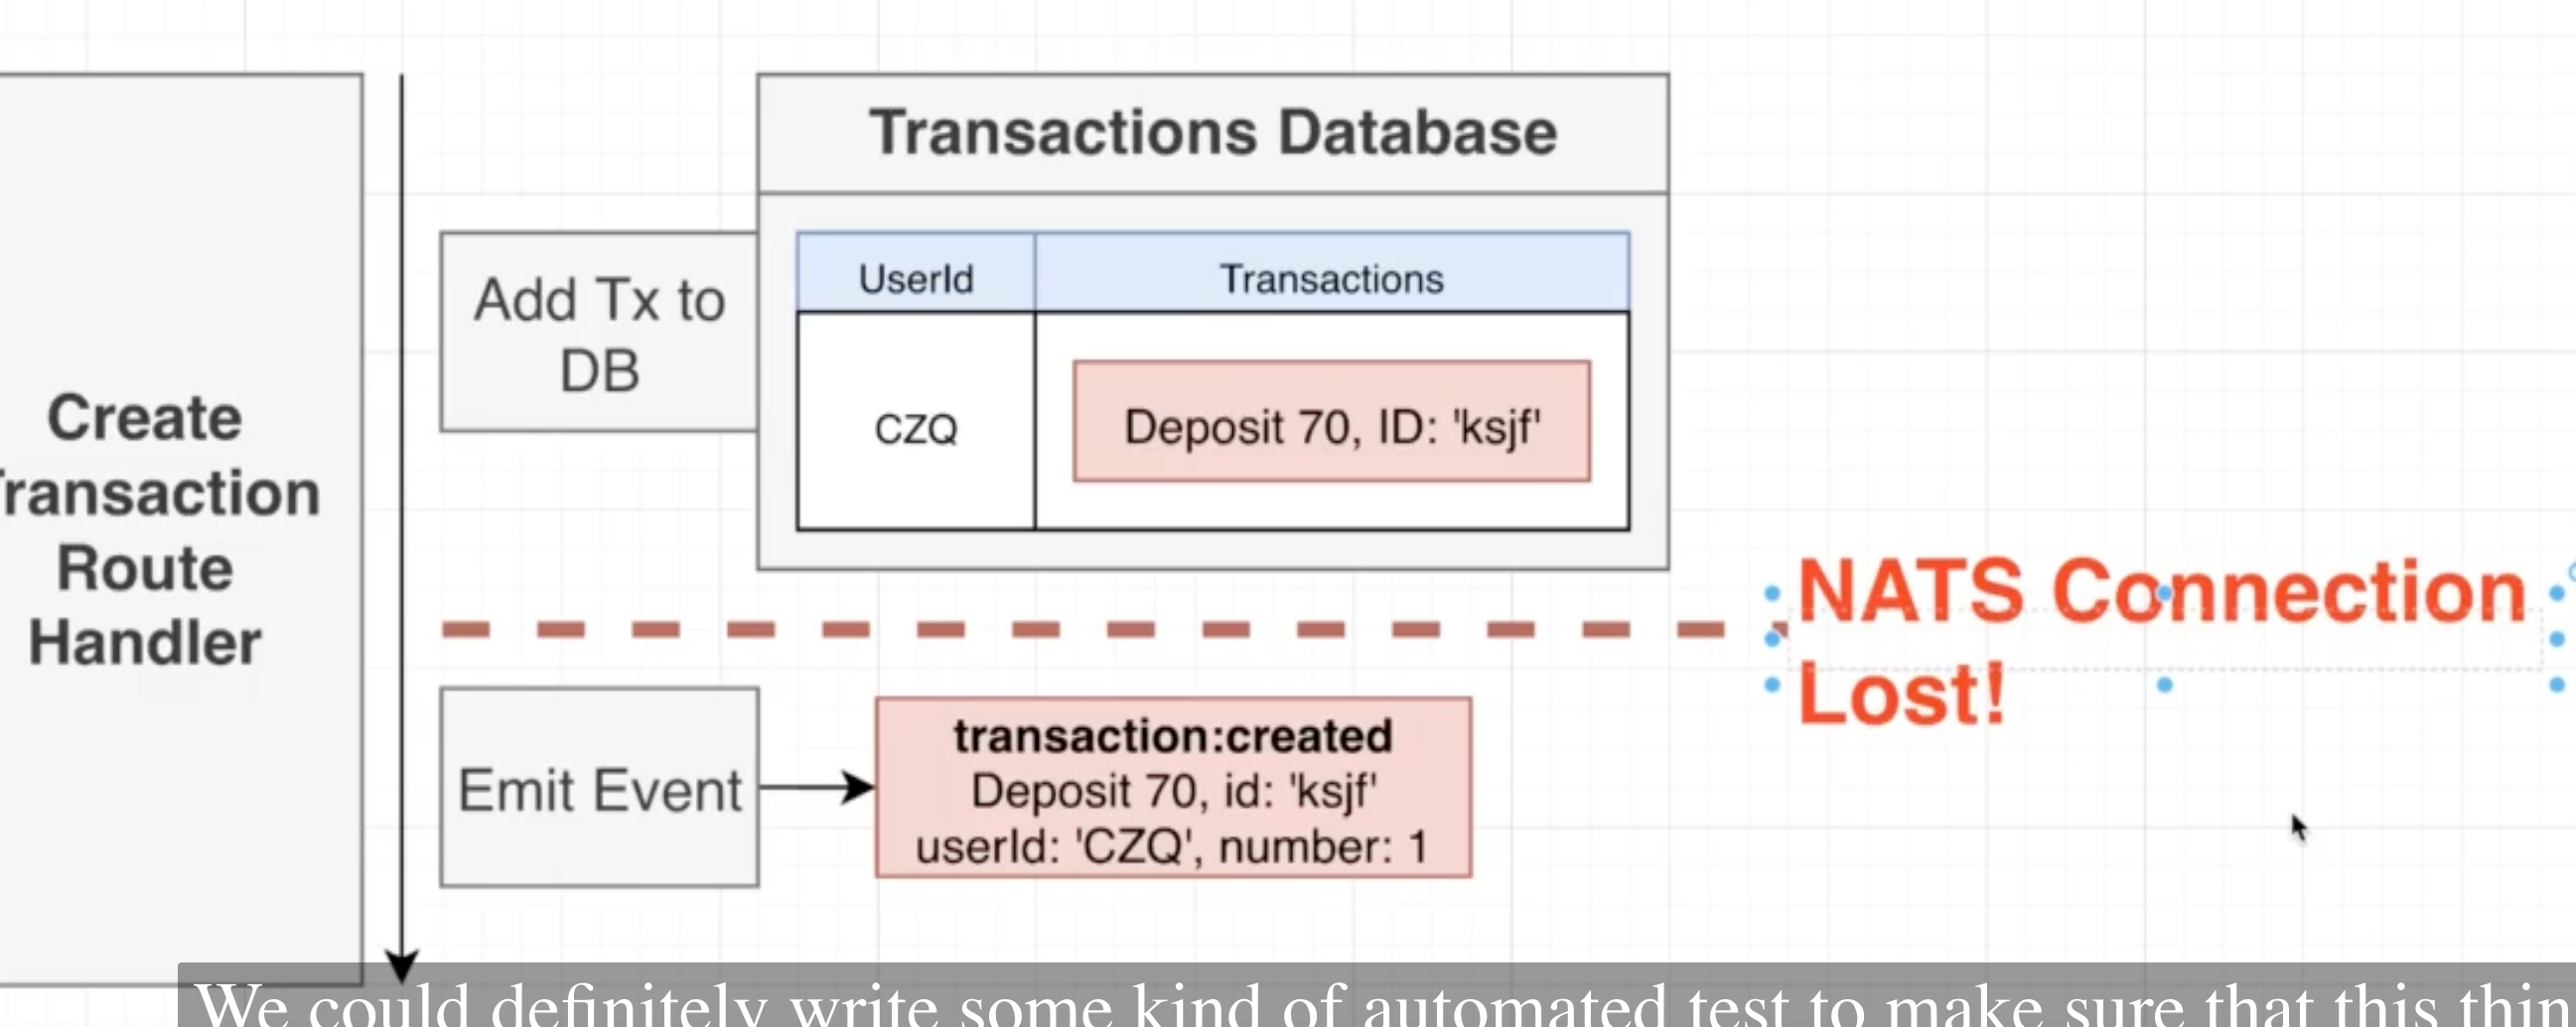 Create
Transaction
Route
Handler
Add Tx to
DB
Transactions Database
UserId
Transactions
CZQ
Deposit 70, ID: 'ksjf'
NATS Connection
Lost!
Emit Event
transaction:created
Deposit 70, id: 'ksjf'
userId: 'CZQ', number: 1
We could definitely write some kind of automated test to make sure that this